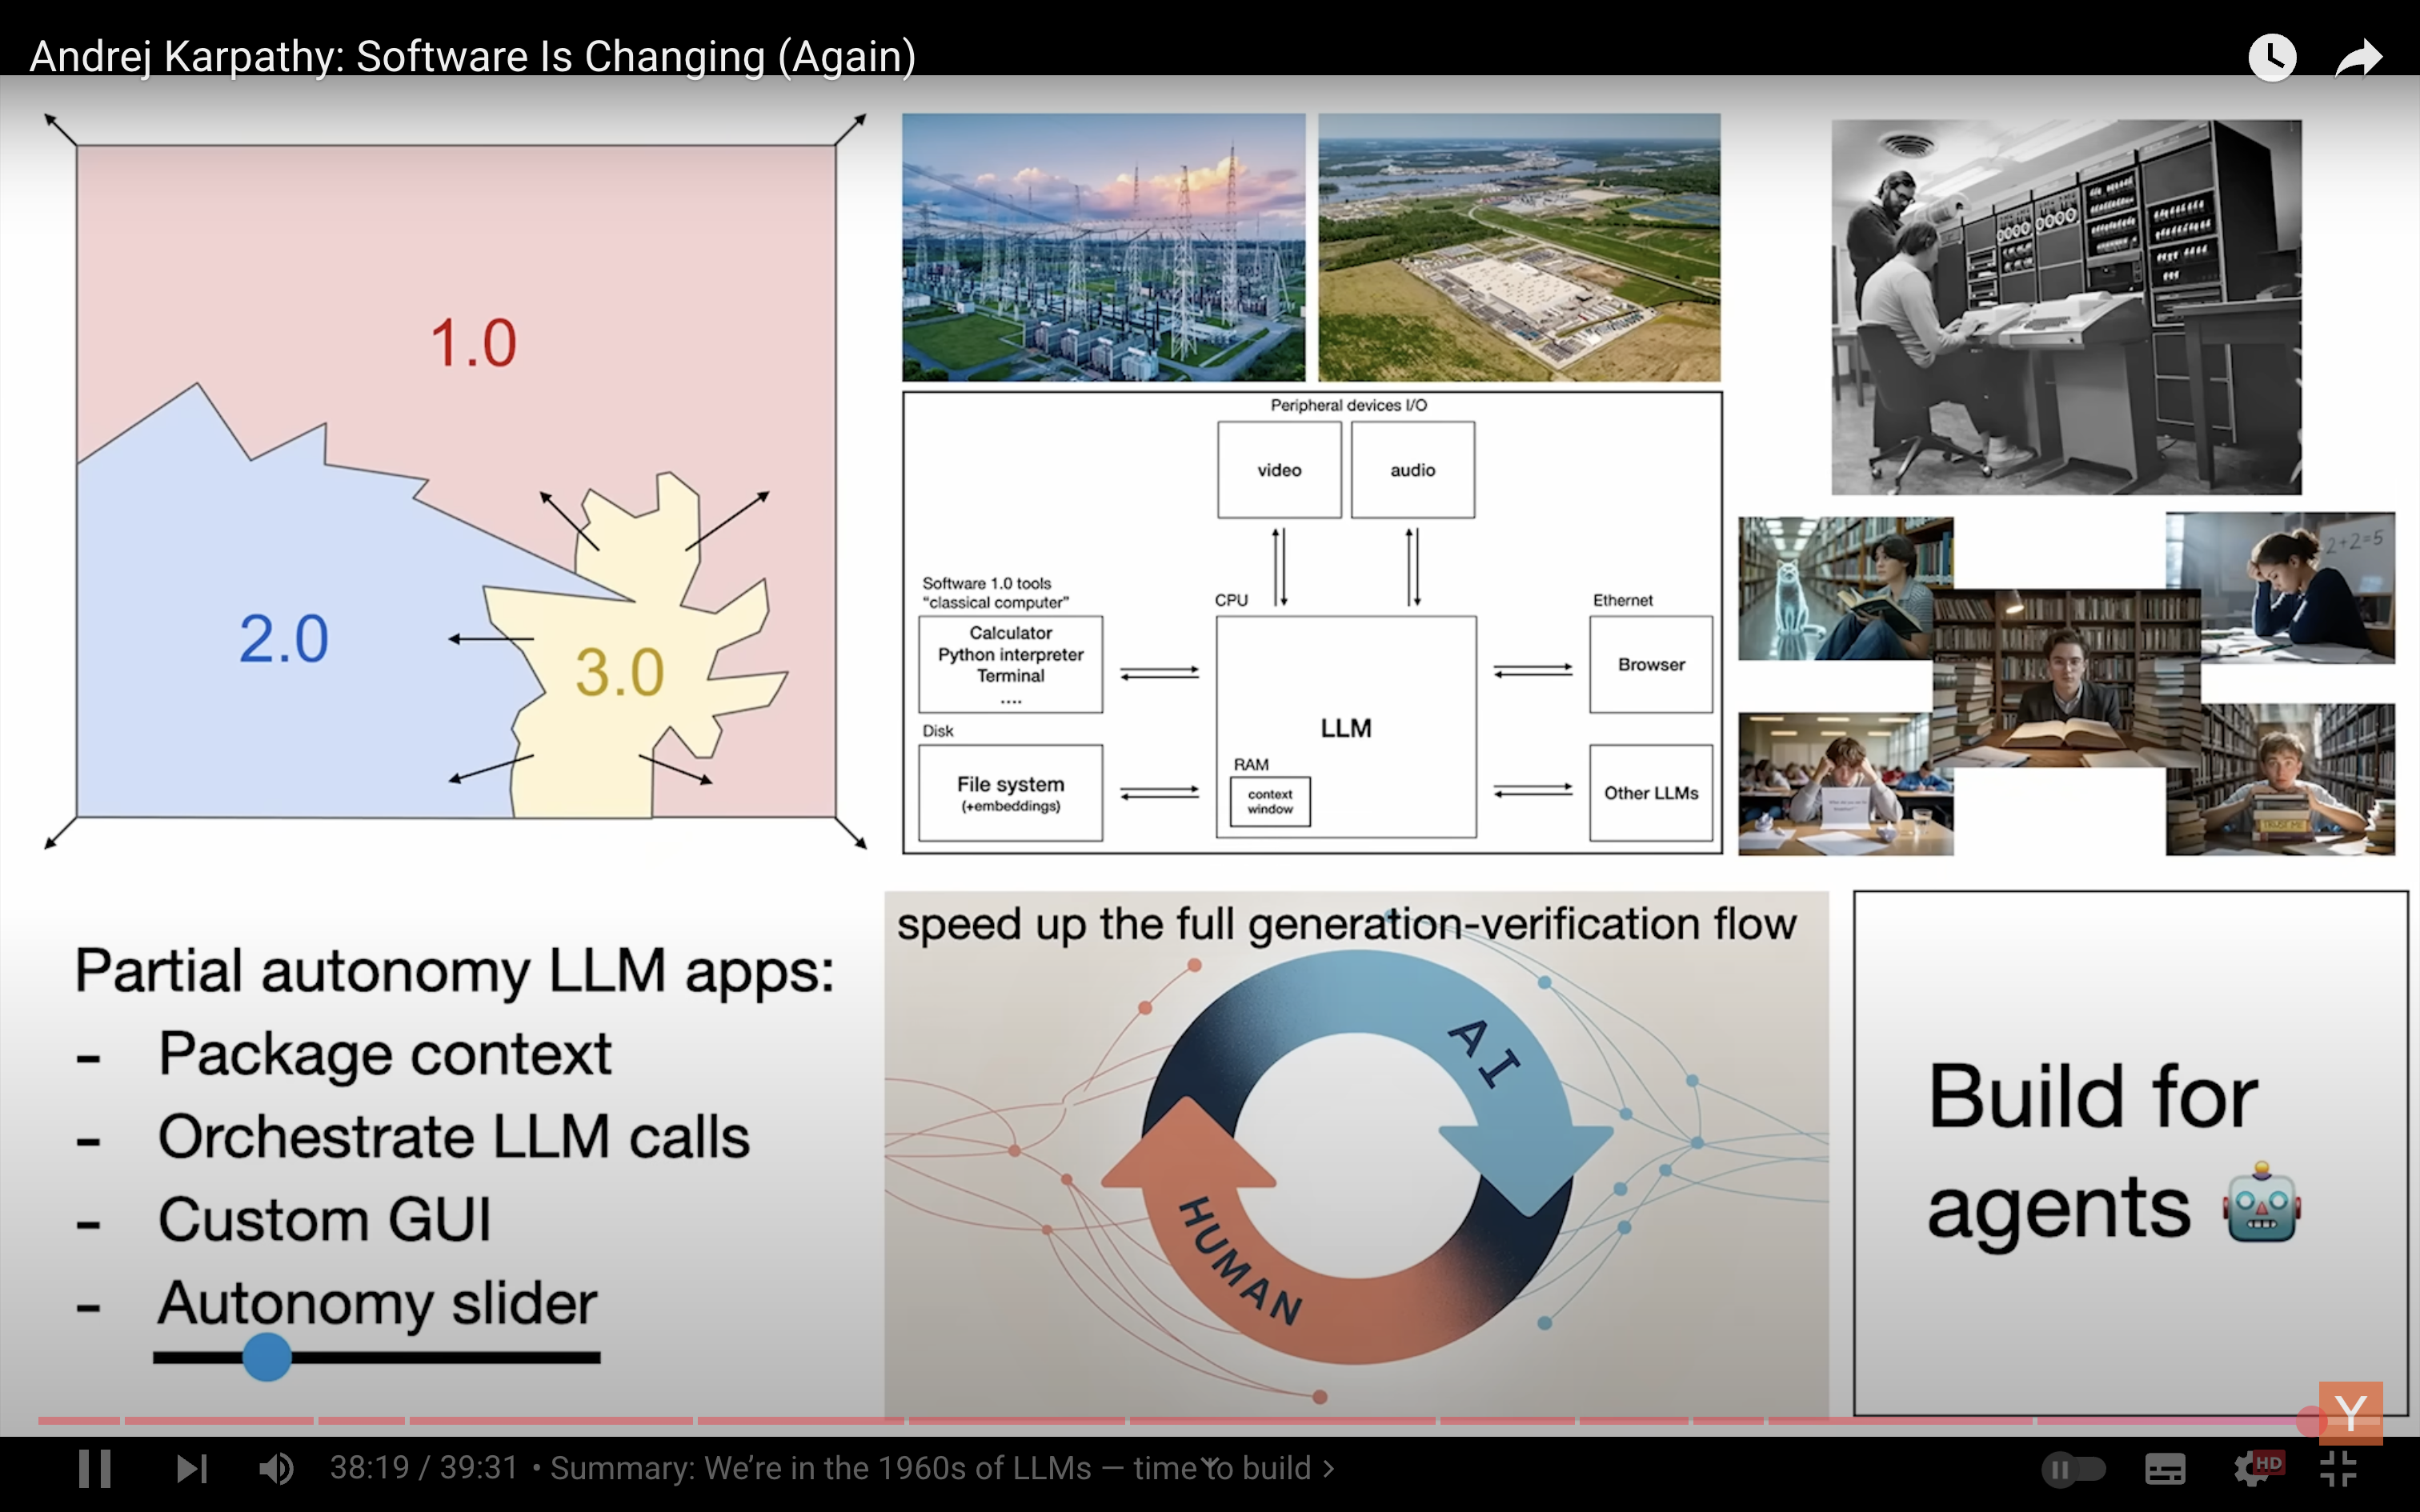 Andrej Karpathy: Software Is Changing (Again)
1.0
2.0
3.0
Peripheral devices I/O
video
audio
Software 1.0 tools
“classical computer”
CPU
Ethernet
Calculator
Python interpreter
Terminal
....
Browser
LLM
Disk
RAM
File system
(+embeddings)
context
window
Other LLMs
2+2=5
TRUST ME
Partial autonomy LLM apps:
- Package context
- Orchestrate LLM calls
- Custom GUI
- Autonomy slider
speed up the full generation-verification flow
AI
HUMAN
Build for
agents
Y
38:19 / 39:31 • Summary: We’re in the 1960s of LLMs — time to build >
HD